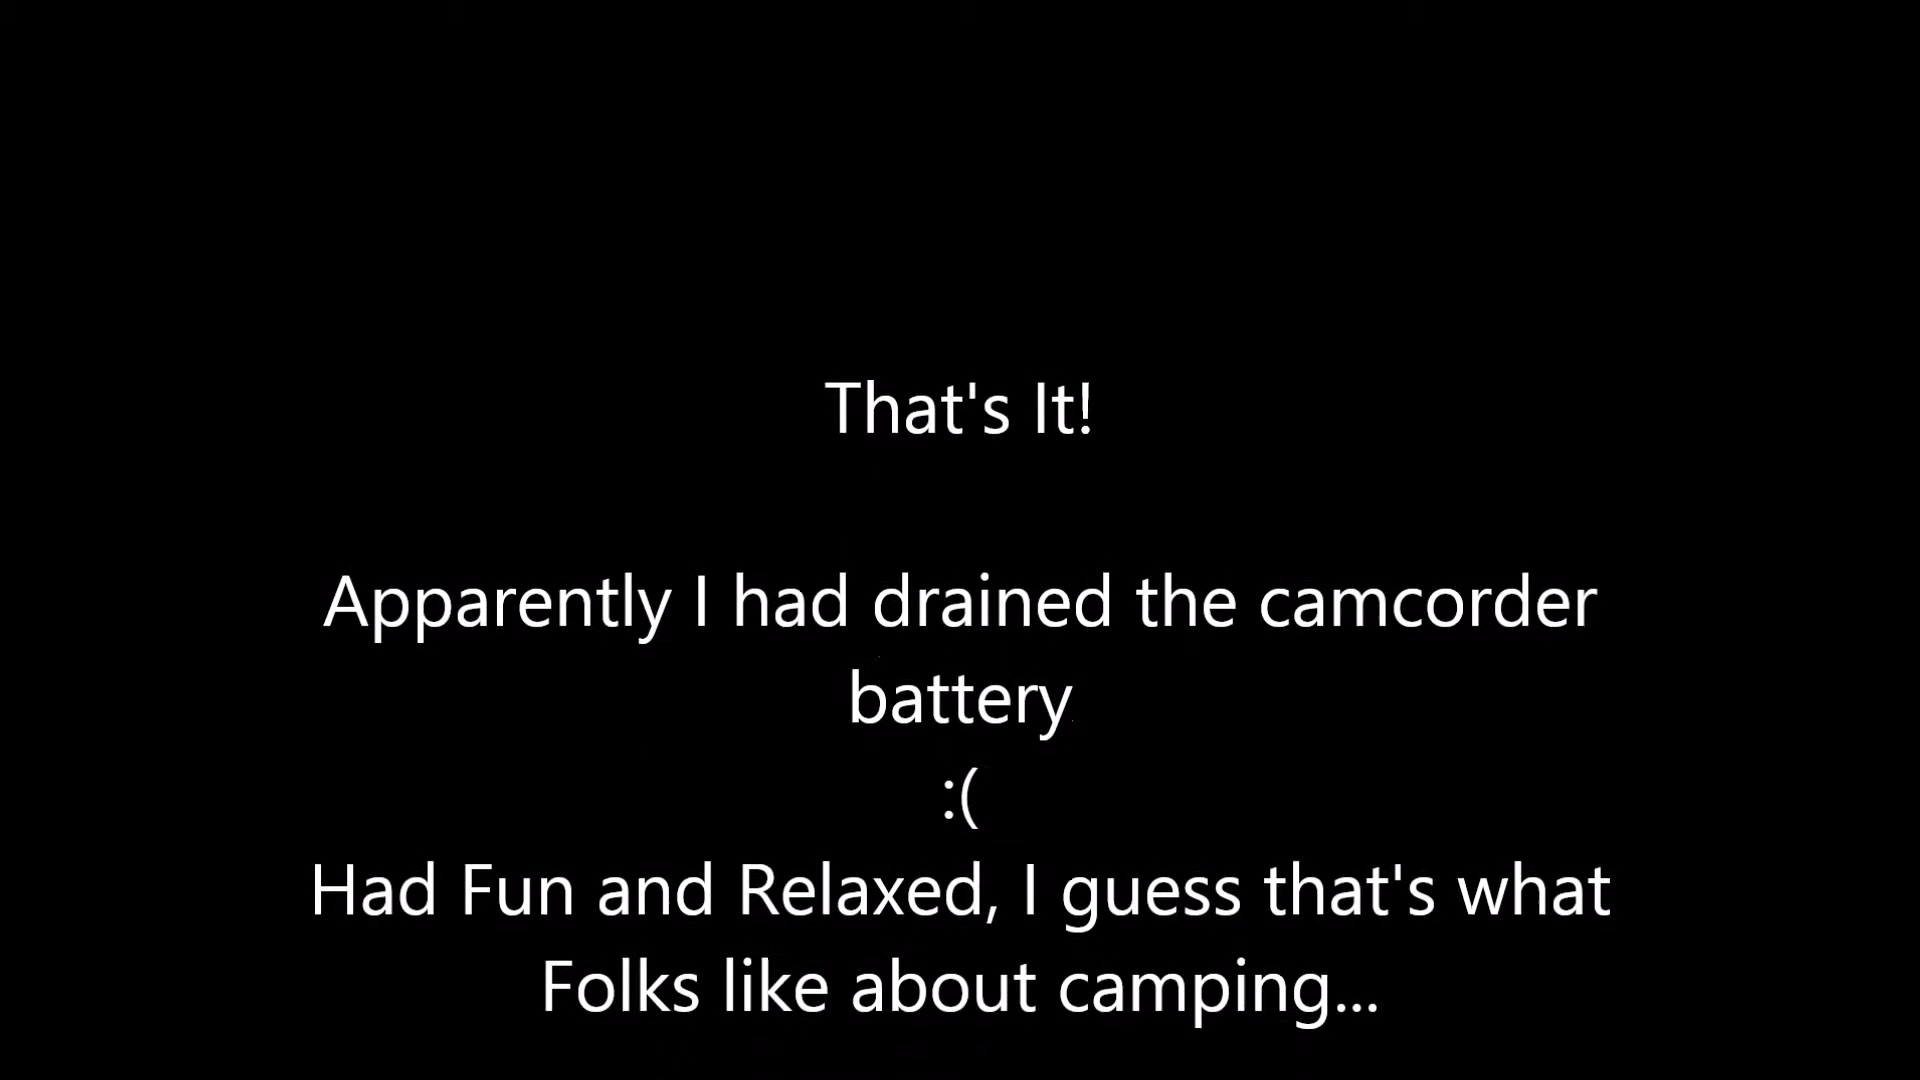 That's It!
Apparently I had drained the camcorder
battery
:(
Had Fun and Relaxed, I guess that's what
Folks like about camping...